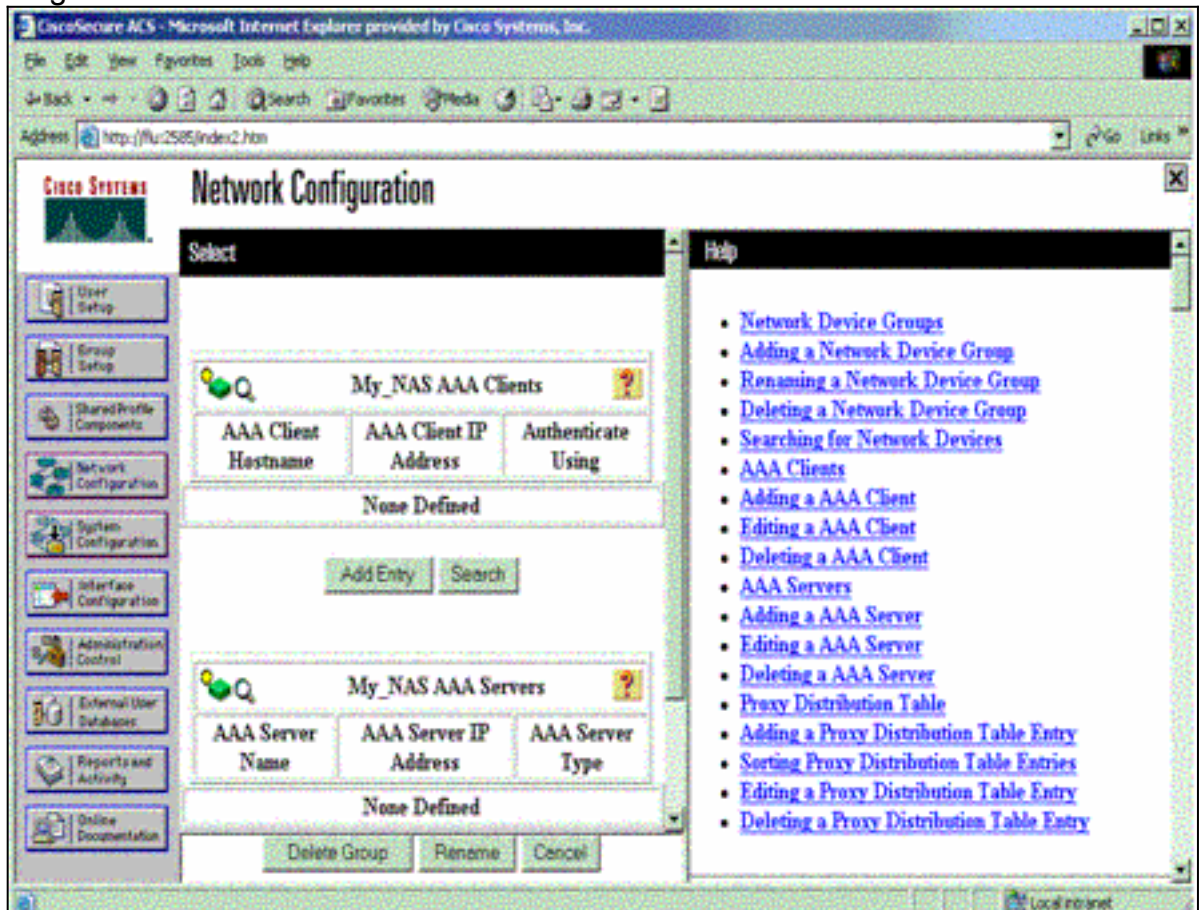 CiscoSecure ACS - Microsoft Internet Explorer provided by Cisco Systems, Inc.
File Edit View Favorites Tools Help
Back Search Favorites Media
Address http://flu:2585/index2.htm Go Links »
CISCO SYSTEMS
Network Configuration
Select
User Setup
Group Setup
Shared Profile Components
Network Configuration
System Configuration
Interface Configuration
Administration Control
External User Databases
Reports and Activity
Online Documentation
My_NAS AAA Clients ?
AAA Client Hostname
AAA Client IP Address
Authenticate Using
None Defined
Add Entry Search
My_NAS AAA Servers ?
AAA Server Name
AAA Server IP Address
AAA Server Type
None Defined
Delete Group Rename Cancel
Help
• Network Device Groups
• Adding a Network Device Group
• Renaming a Network Device Group
• Deleting a Network Device Group
• Searching for Network Devices
• AAA Clients
• Adding a AAA Client
• Editing a AAA Client
• Deleting a AAA Client
• AAA Servers
• Adding a AAA Server
• Editing a AAA Server
• Deleting a AAA Server
• Proxy Distribution Table
• Adding a Proxy Distribution Table Entry
• Sorting Proxy Distribution Table Entries
• Editing a Proxy Distribution Table Entry
• Deleting a Proxy Distribution Table Entry
Local intranet